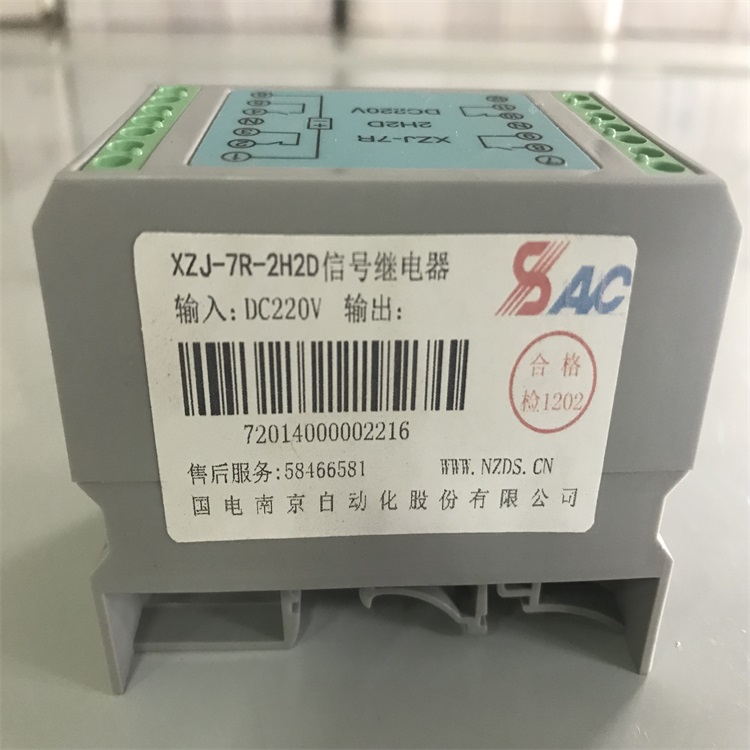 XZJ-7R
2H2D
DC220V
XZJ-7R-2H2D信号继电器
SAC
输入:DC220V 输出:
合格
检1202
72014000002216
售后服务:58466581 WWW.NZDS.CN
国电南京自动化股份有限公司